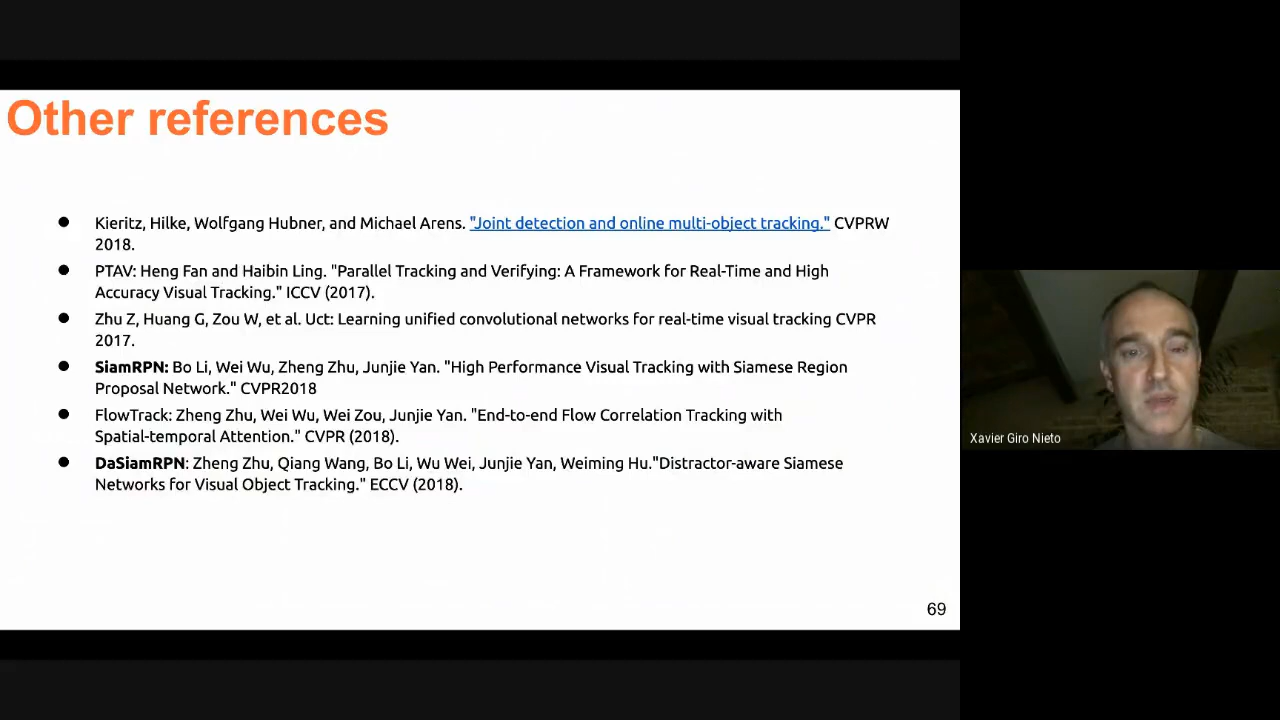 Other references
● Kieritz, Hilke, Wolfgang Hubner, and Michael Arens. "Joint detection and online multi-object tracking." CVPRW
2018.
● PTAV: Heng Fan and Haibin Ling. "Parallel Tracking and Verifying: A Framework for Real-Time and High
Accuracy Visual Tracking." ICCV (2017).
● Zhu Z, Huang G, Zou W, et al. Uct: Learning unified convolutional networks for real-time visual tracking CVPR
2017.
● SiamRPN: Bo Li, Wei Wu, Zheng Zhu, Junjie Yan. "High Performance Visual Tracking with Siamese Region
Proposal Network." CVPR2018
● FlowTrack: Zheng Zhu, Wei Wu, Wei Zou, Junjie Yan. "End-to-end Flow Correlation Tracking with
Spatial-temporal Attention." CVPR (2018).
● DaSiamRPN: Zheng Zhu, Qiang Wang, Bo Li, Wu Wei, Junjie Yan, Weiming Hu."Distractor-aware Siamese
Networks for Visual Object Tracking." ECCV (2018).
69
Xavier Giro Nieto